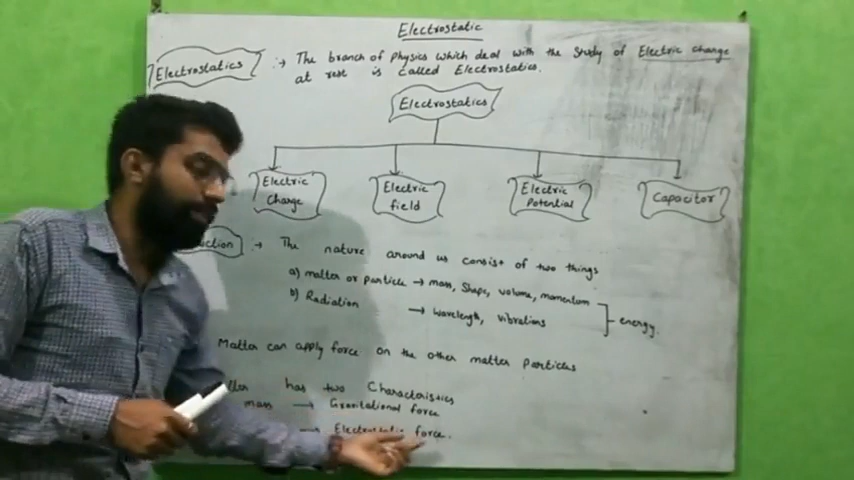 Electrostatic
Electrostatics :→ The branch of Physics which deal with the Study of Electric change
at rest is called Electrostatics.
Electrostatics
Electric Charge
Electric field
Electric Potential
Capacitor
:→ The nature around us consist of two things
a) matter or particle → mass, Shape, volume, momentum
b) Radiation → wavelength, vibrations
energy.
Matter can apply force on the other matter Particles
has two Characteristics
mass → Gravitational force
→ Electrostatic force.